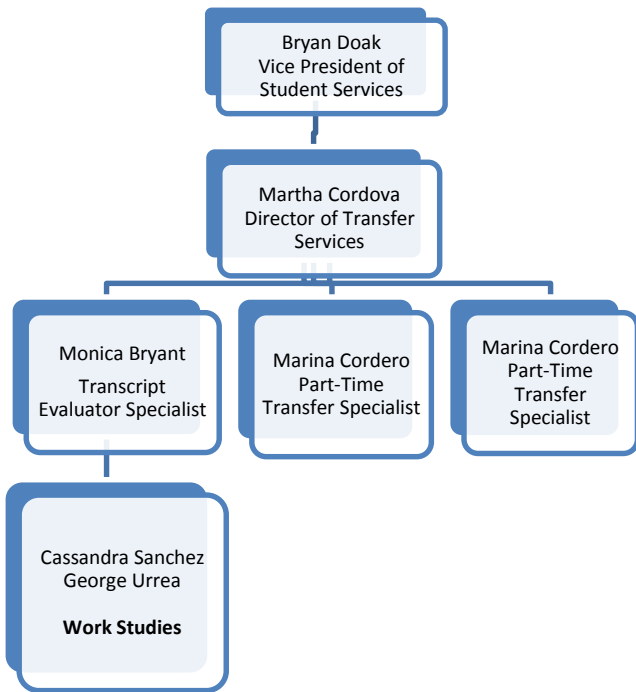 Bryan Doak
Vice President of
Student Services
Martha Cordova
Director of Transfer
Services
Monica Bryant
Transcript
Evaluator Specialist
Marina Cordero
Part-Time
Transfer Specialist
Marina Cordero
Part-Time
Transfer
Specialist
Cassandra Sanchez
George Urrea
Work Studies